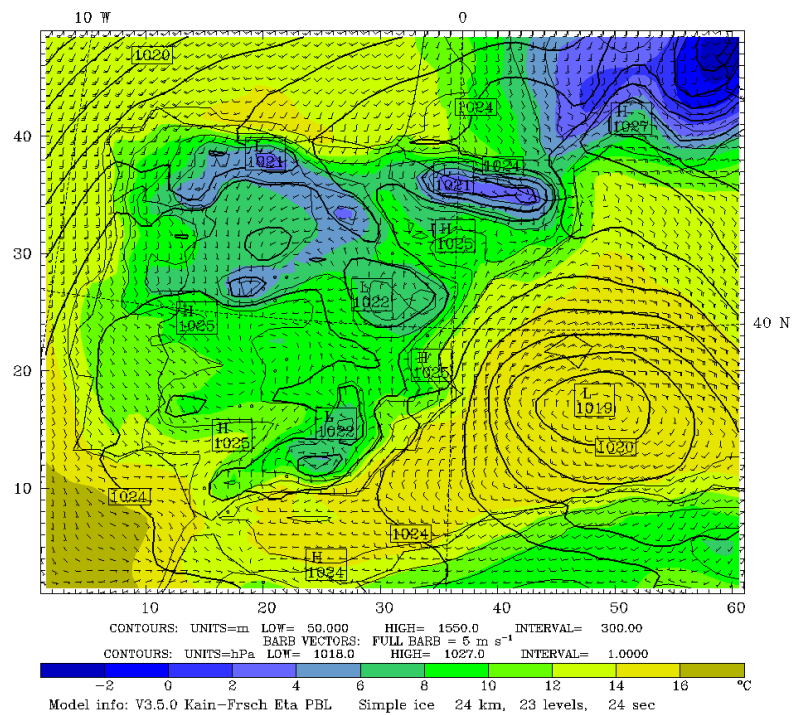 10 W 0
1020
1024
H
1027
40
L
1021
1024
L
1021
H
1025
30
L
1022
H
1025
40 N
H
1025
20
L
1019
H
1025
L
1022
1020
10
1024
1024
H
1024
10 20 30 40 50 60
CONTOURS: UNITS=m LOW= 50.000 HIGH= 1550.0 INTERVAL= 300.00
BARB VECTORS: FULL BARB = 5 m s⁻¹
CONTOURS: UNITS=hPa LOW= 1018.0 HIGH= 1027.0 INTERVAL= 1.0000
-2 0 2 4 6 8 10 12 14 16 °C
Model info: V3.5.0 Kain-Frsch Eta PBL Simple ice 24 km, 23 levels, 24 sec